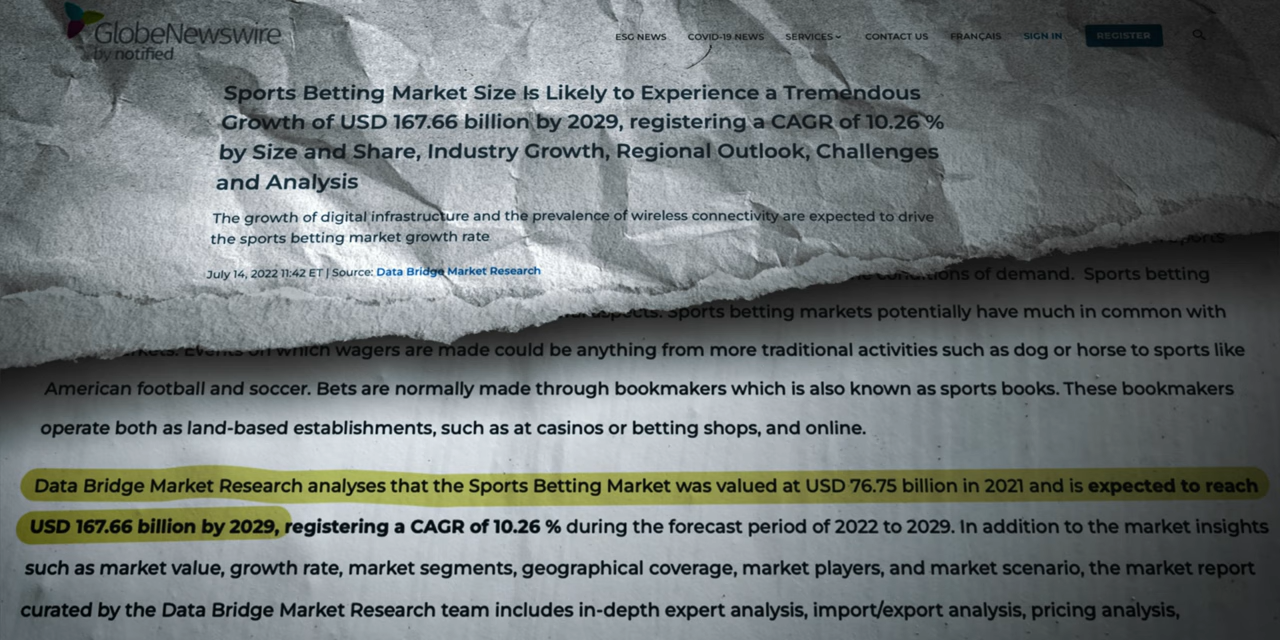 GlobeNewswire
by notified
ESG NEWS COVID-19 NEWS SERVICES CONTACT US FRANÇAIS SIGN IN REGISTER
Sports Betting Market Size Is Likely to Experience a Tremendous
Growth of USD 167.66 billion by 2029, registering a CAGR of 10.26 %
by Size and Share, Industry Growth, Regional Outlook, Challenges
and Analysis
The growth of digital infrastructure and the prevalence of wireless connectivity are expected to drive
the sports betting market growth rate
July 14, 2022 11:42 ET | Source: Data Bridge Market Research
of demand. Sports betting
Sports betting markets potentially have much in common with
Events on which wagers are made could be anything from more traditional activities such as dog or horse to sports like
American football and soccer. Bets are normally made through bookmakers which is also known as sports books. These bookmakers
operate both as land-based establishments, such as at casinos or betting shops, and online.
Data Bridge Market Research analyses that the Sports Betting Market was valued at USD 76.75 billion in 2021 and is expected to reach
USD 167.66 billion by 2029, registering a CAGR of 10.26 % during the forecast period of 2022 to 2029. In addition to the market insights
such as market value, growth rate, market segments, geographical coverage, market players, and market scenario, the market report
curated by the Data Bridge Market Research team includes in-depth expert analysis, import/export analysis, pricing analysis,